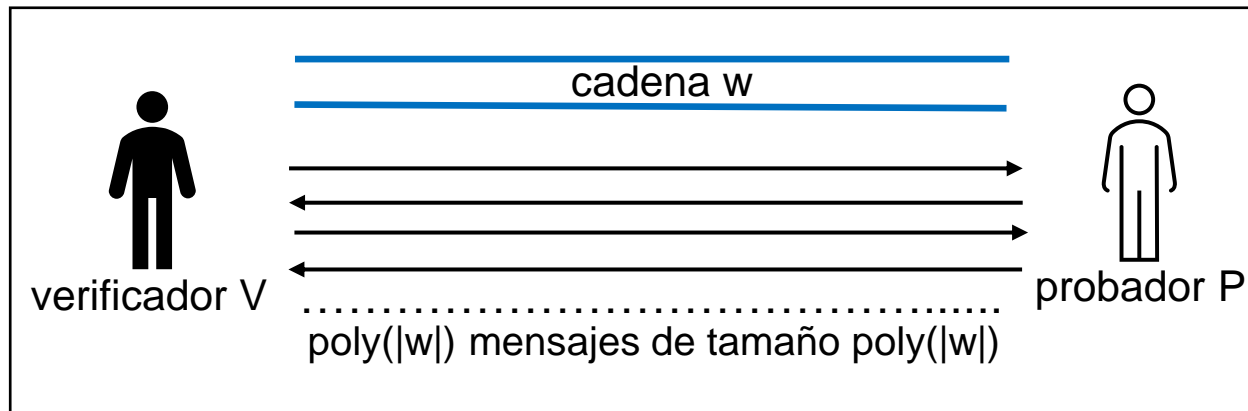 cadena w
verificador V
probador P
poly(|w|) mensajes de tamaño poly(|w|)